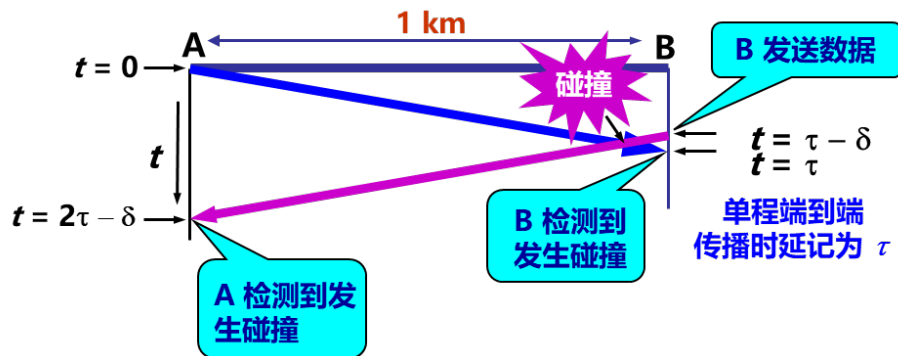 1 km
A
B
B 发送数据
t = 0
碰撞
t
t = τ − δ
t = τ
t = 2τ − δ
B 检测到
发生碰撞
单程端到端
传播时延记为 τ
A 检测到发
生碰撞